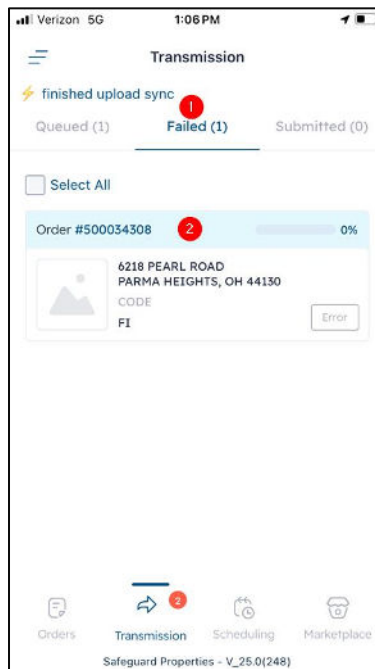 Verizon 5G 1:06 PM
Transmission
finished upload sync
1
Queued (1) Failed (1) Submitted (0)
Select All
Order #500034308 2 0%
6218 PEARL ROAD
PARMA HEIGHTS, OH 44130
CODE
FI Error
2
Orders Transmission Scheduling Marketplace
Safeguard Properties - V_25.0(248)